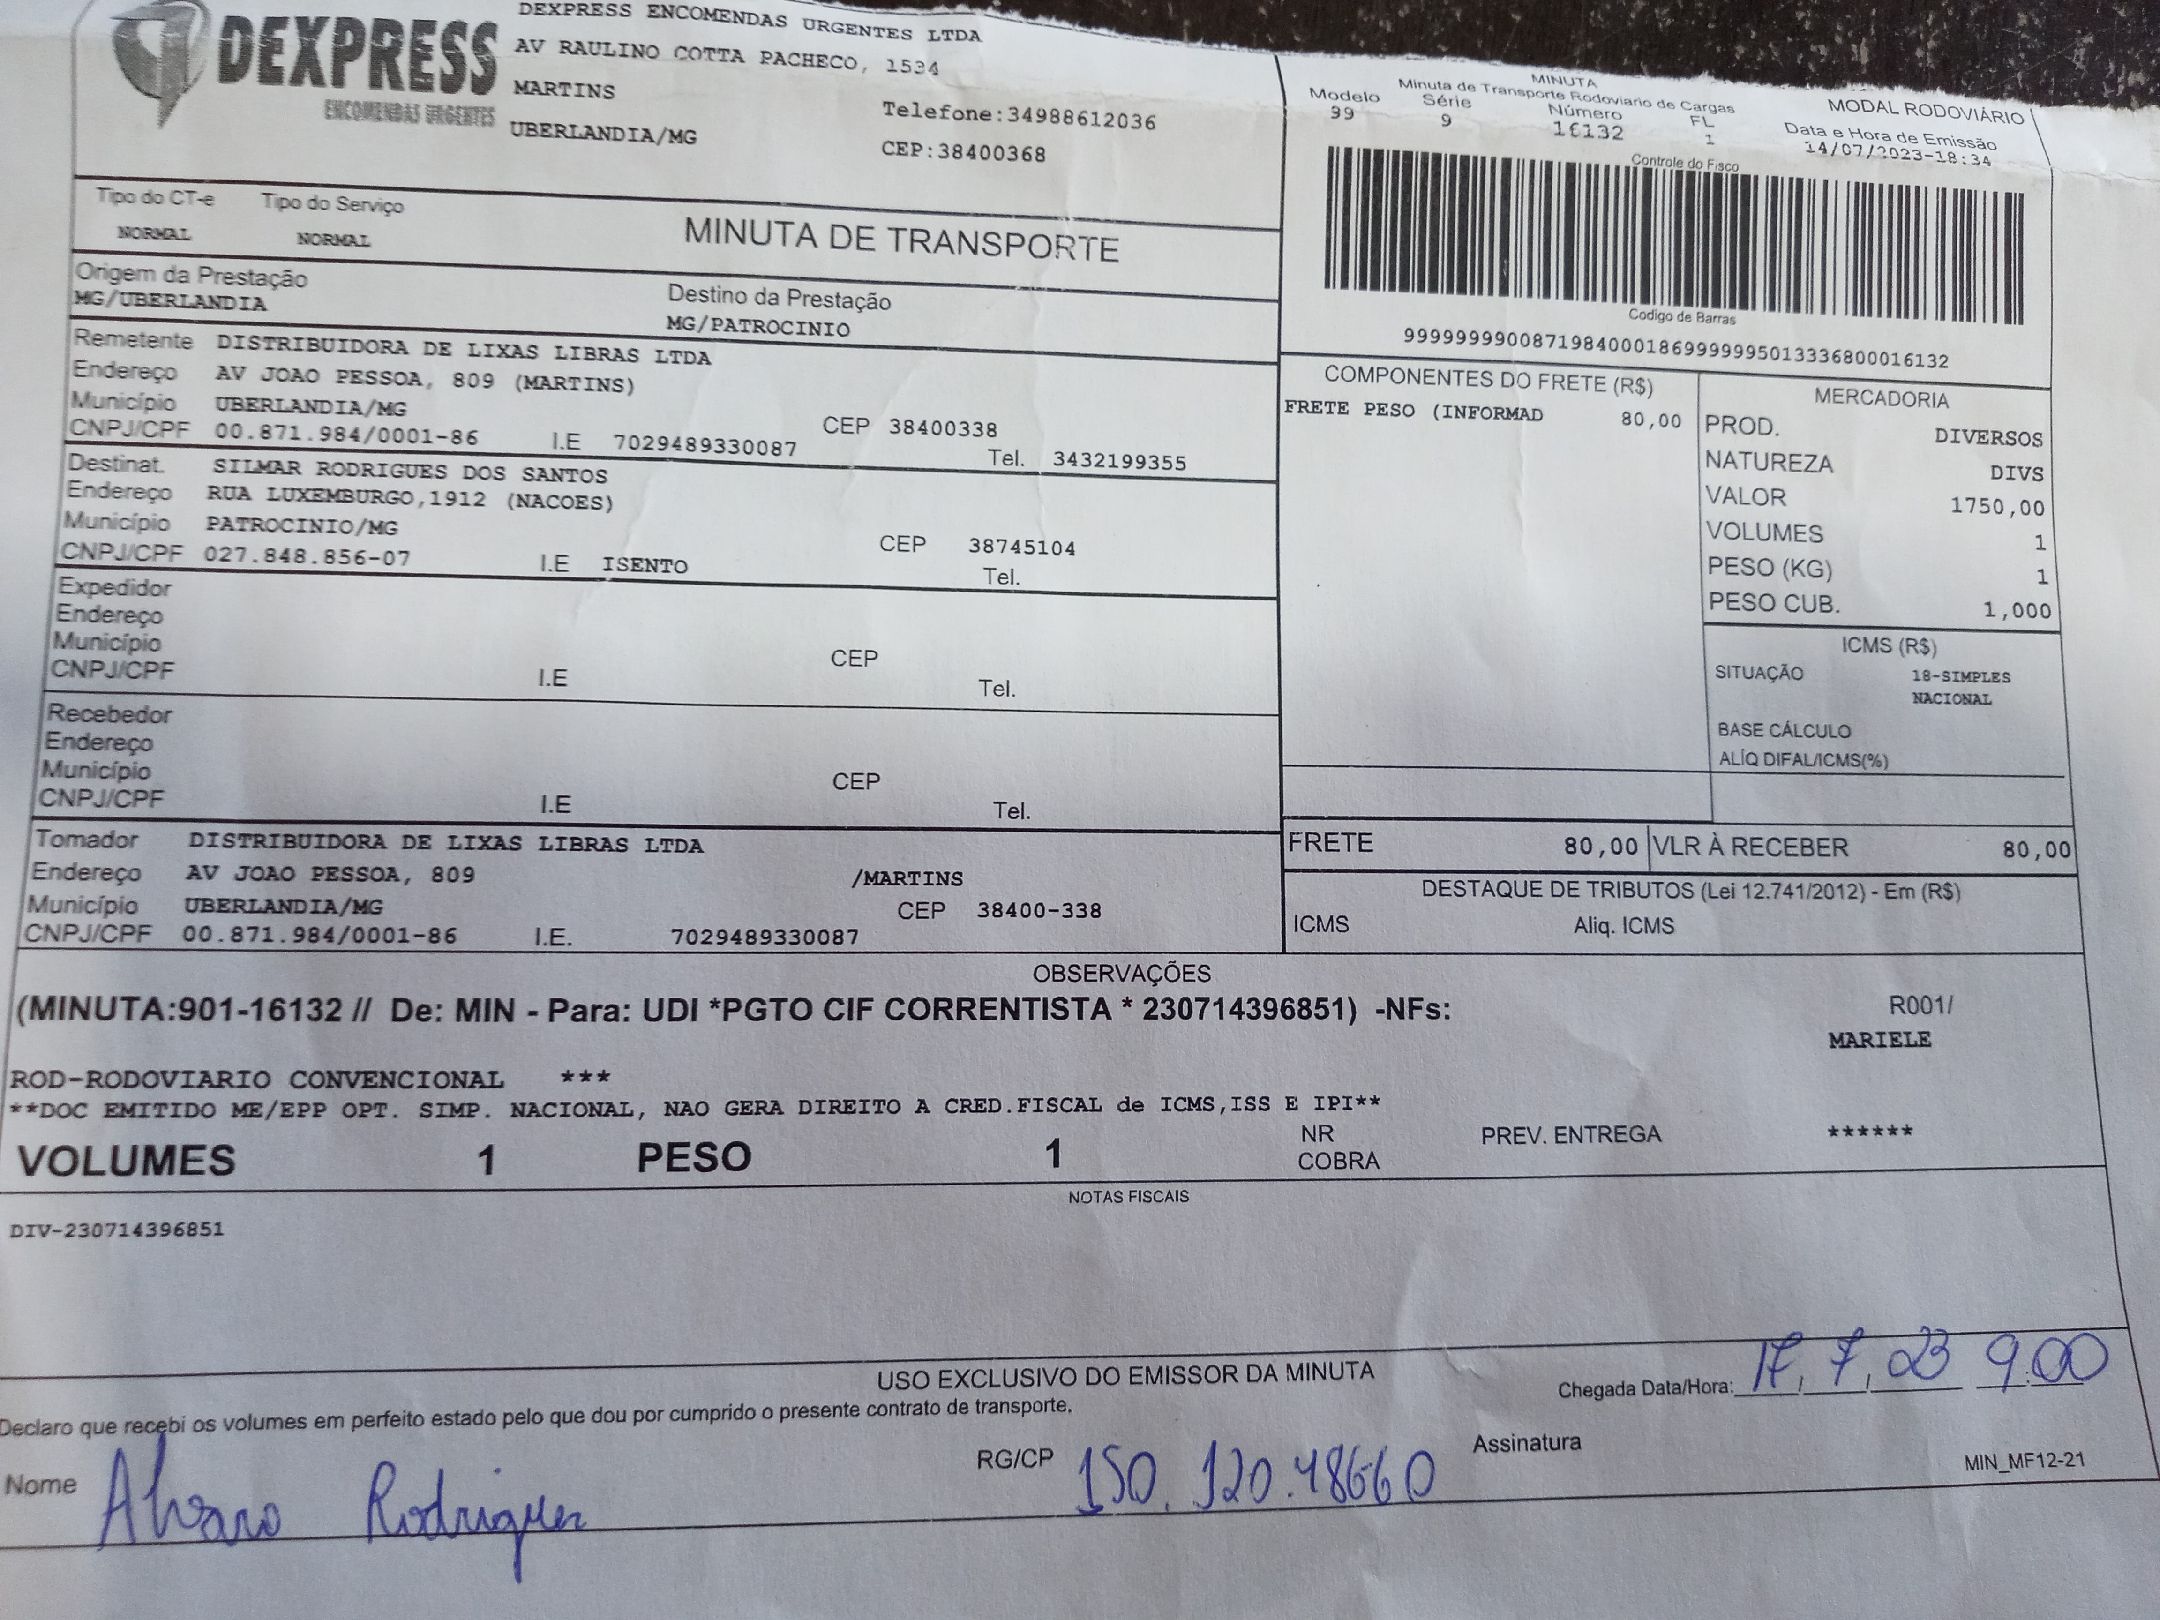 DEXPRESS
ENCOMENDAS URGENTES
DEXPRESS ENCOMENDAS URGENTES LTDA
AV RAULINO COTTA PACHECO, 1534
MARTINS
UBERLANDIA/MG
Telefone:34988612036
CEP:38400368
MINUTA
Minuta de Transporte Rodoviario de Cargas
MODAL RODOVIÁRIO
Modelo Série Número FL Data e Hora de Emissão
99 9 16132 1 14/07/2023-18:34
Controle do Fisco
Codigo de Barras
99999999008719840001869999995013336800016132
Tipo do CT-e Tipo do Serviço
NORMAL NORMAL
MINUTA DE TRANSPORTE
Origem da Prestação Destino da Prestação
MG/UBERLANDIA MG/PATROCINIO
Remetente DISTRIBUIDORA DE LIXAS LIBRAS LTDA
Endereço AV JOAO PESSOA, 809 (MARTINS)
Município UBERLANDIA/MG CEP 38400338
CNPJ/CPF 00.871.984/0001-86 I.E 7029489330087 Tel. 3432199355
Destinat. SILMAR RODRIGUES DOS SANTOS
Endereço RUA LUXEMBURGO,1912 (NACOES)
Município PATROCINIO/MG CEP 38745104
CNPJ/CPF 027.848.856-07 I.E ISENTO Tel.
Expedidor
Endereço
Município CEP
CNPJ/CPF I.E Tel.
Recebedor
Endereço
Município CEP
CNPJ/CPF I.E Tel.
Tomador DISTRIBUIDORA DE LIXAS LIBRAS LTDA
Endereço AV JOAO PESSOA, 809 /MARTINS
Município UBERLANDIA/MG CEP 38400-338
CNPJ/CPF 00.871.984/0001-86 I.E. 7029489330087
COMPONENTES DO FRETE (R$)
FRETE PESO (INFORMAD 80,00
MERCADORIA
PROD. DIVERSOS
NATUREZA DIVS
VALOR 1750,00
VOLUMES 1
PESO (KG) 1
PESO CUB. 1,000
ICMS (R$)
SITUAÇÃO 18-SIMPLES
NACIONAL
BASE CÁLCULO
ALÍQ DIFAL/ICMS(%)
FRETE 80,00 VLR À RECEBER 80,00
DESTAQUE DE TRIBUTOS (Lei 12.741/2012) - Em (R$)
ICMS Aliq. ICMS
OBSERVAÇÕES
(MINUTA:901-16132 // De: MIN - Para: UDI *PGTO CIF CORRENTISTA * 230714396851) -NFs:
R001/
MARIELE
ROD-RODOVIARIO CONVENCIONAL ***
**DOC EMITIDO ME/EPP OPT. SIMP. NACIONAL, NAO GERA DIREITO A CRED.FISCAL de ICMS,ISS E IPI**
VOLUMES 1 PESO 1 NR COBRA PREV. ENTREGA ******
NOTAS FISCAIS
DIV-230714396851
USO EXCLUSIVO DO EMISSOR DA MINUTA
Chegada Data/Hora: 17, 7, 23 9:00
Declaro que recebi os volumes em perfeito estado pelo que dou por cumprido o presente contrato de transporte.
Nome Alvaro Rodrigues RG/CP 150.120.48660 Assinatura
MIN_MF12-21